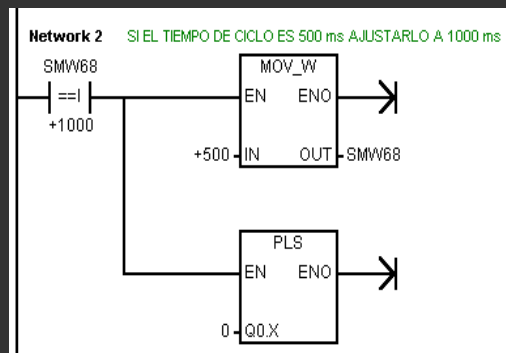 Network 2 SI EL TIEMPO DE CICLO ES 500 ms AJUSTARLO A 1000 ms
SMW68
==I
+1000
MOV_W
EN ENO
+500 IN OUT SMW68
PLS
EN ENO
0 Q0.X